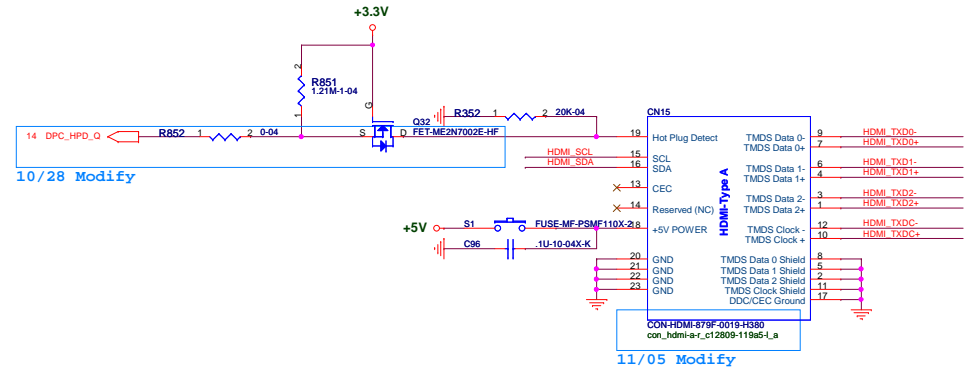 +3.3V
2
R851
1.21M-1-04
1
G
Q32
FET-ME2N7002E-HF
S
D
R352
1
2
20K-04
14
DPC_HPD_Q
R852
1
2
0-04
10/28 Modify
CN15
HDMI-Type A
19
Hot Plug Detect
HDMI_SCL
15
SCL
HDMI_SDA
16
SDA
13
CEC
14
Reserved (NC)
+5V
S1
FUSE-MF-PSMF110X-2
18
+5V POWER
C96
.1U-10-04X-K
20
GND
21
GND
22
GND
23
GND
TMDS Data 0-
9
HDMI_TXD0-
TMDS Data 0+
7
HDMI_TXD0+
TMDS Data 1-
6
HDMI_TXD1-
TMDS Data 1+
4
HDMI_TXD1+
TMDS Data 2-
3
HDMI_TXD2-
TMDS Data 2+
1
HDMI_TXD2+
TMDS Clock -
12
HDMI_TXDC-
TMDS Clock +
10
HDMI_TXDC+
TMDS Data 0 Shield
8
TMDS Data 1 Shield
5
TMDS Data 2 Shield
2
TMDS Clock Shield
11
DDC/CEC Ground
17
CON-HDMI-879F-0019-H380
con_hdmi-a-r_c12809-119a5-l_a
11/05 Modify